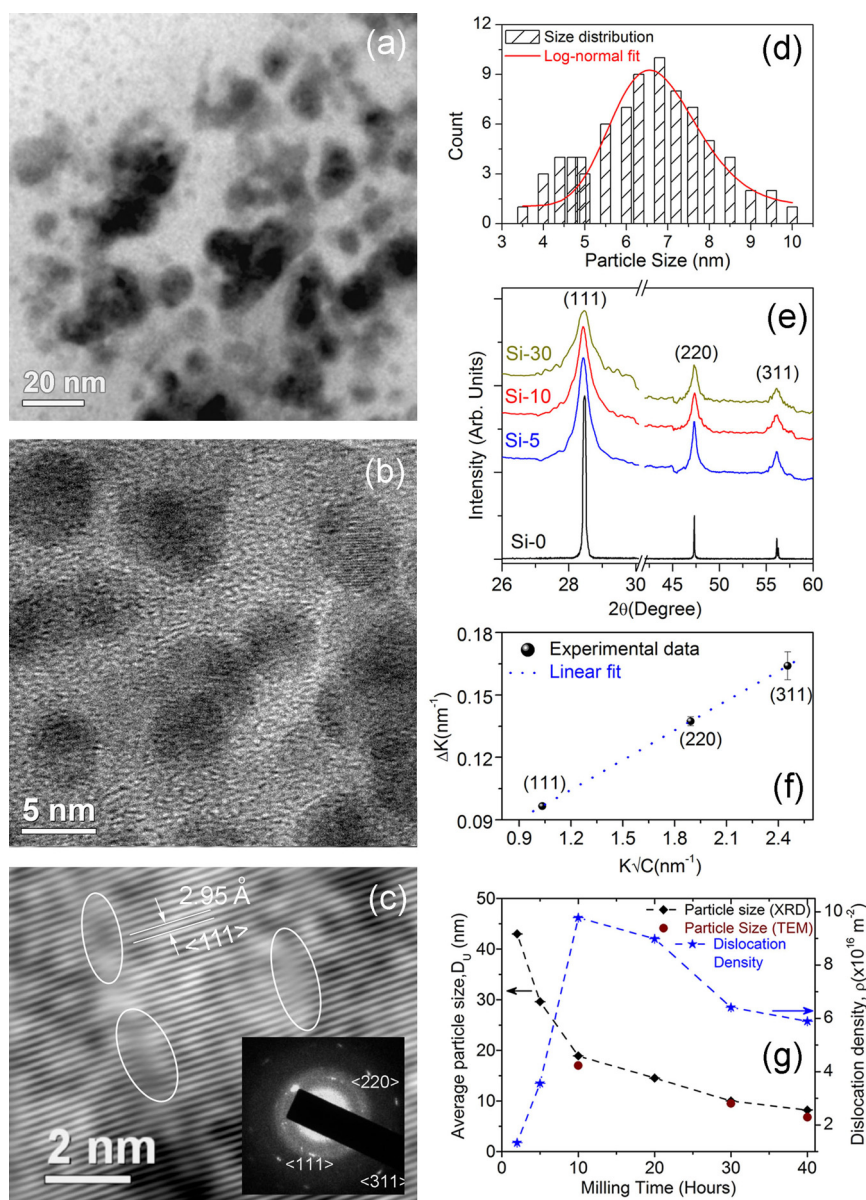 (a)
20 nm
(b)
5 nm
(c)
2.95 Å
<111>
2 nm
<220>
<111>
<311>
(d)
Size distribution
Log-normal fit
12
9
6
3
0
Count
3 4 5 6 7 8 9 10
Particle Size (nm)
(e)
(111)
(220)
(311)
Si-30
Si-10
Si-5
Si-0
Intensity (Arb. Units)
26 28 30 45 50 55 60
2θ(Degree)
(f)
Experimental data
Linear fit
0.18
0.15
0.12
0.09
ΔK(nm⁻¹)
(111)
(220)
(311)
0.9 1.2 1.5 1.8 2.1 2.4
K√C(nm⁻¹)
(g)
Particle size (XRD)
Particle Size (TEM)
Dislocation
Density
50
40
30
20
10
0
Average particle size,D_U (nm)
10
8
6
4
2
Dislocation density, ρ(x10¹⁶ m⁻²)
0 10 20 30 40
Milling Time (Hours)